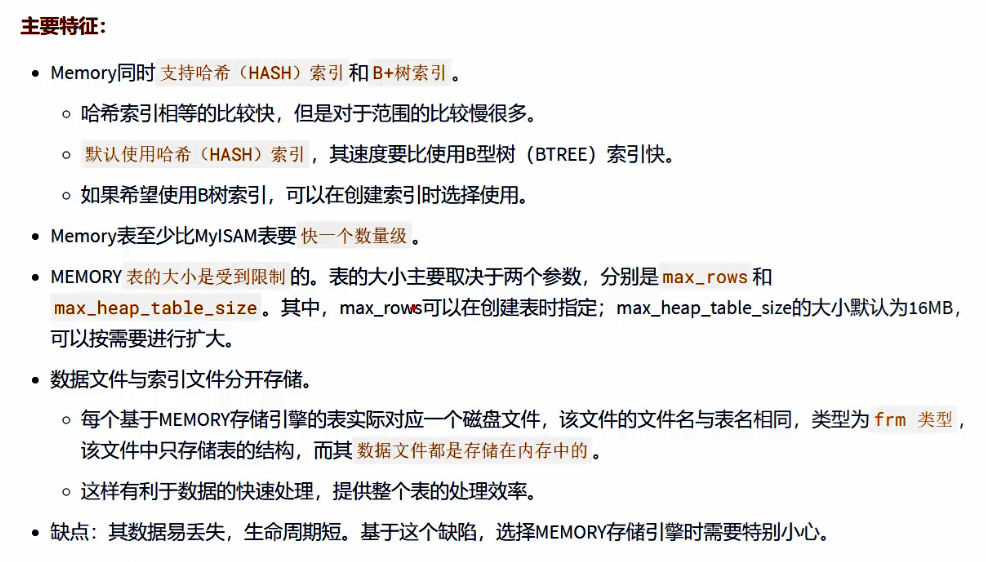 主要特征：
Memory同时 支持哈希（HASH）索引 和 B+树索引 。
哈希索引相等的比较快，但是对于范围的比较慢很多。
默认使用哈希（HASH）索引 ，其速度要比使用B型树（BTREE）索引快。
如果希望使用B树索引，可以在创建索引时选择使用。
Memory表至少比MyISAM表要 快一个数量级 。
MEMORY 表的大小是受到限制 的。表的大小主要取决于两个参数，分别是 max_rows 和
max_heap_table_size 。其中，max_rows可以在创建表时指定；max_heap_table_size的大小默认为16MB，
可以按需要进行扩大。
数据文件与索引文件分开存储。
每个基于MEMORY存储引擎的表实际对应一个磁盘文件，该文件的文件名与表名相同，类型为 frm 类型 ，
该文件中只存储表的结构，而其 数据文件都是存储在内存中的 。
这样有利于数据的快速处理，提供整个表的处理效率。
缺点：其数据易丢失，生命周期短。基于这个缺陷，选择MEMORY存储引擎时需要特别小心。